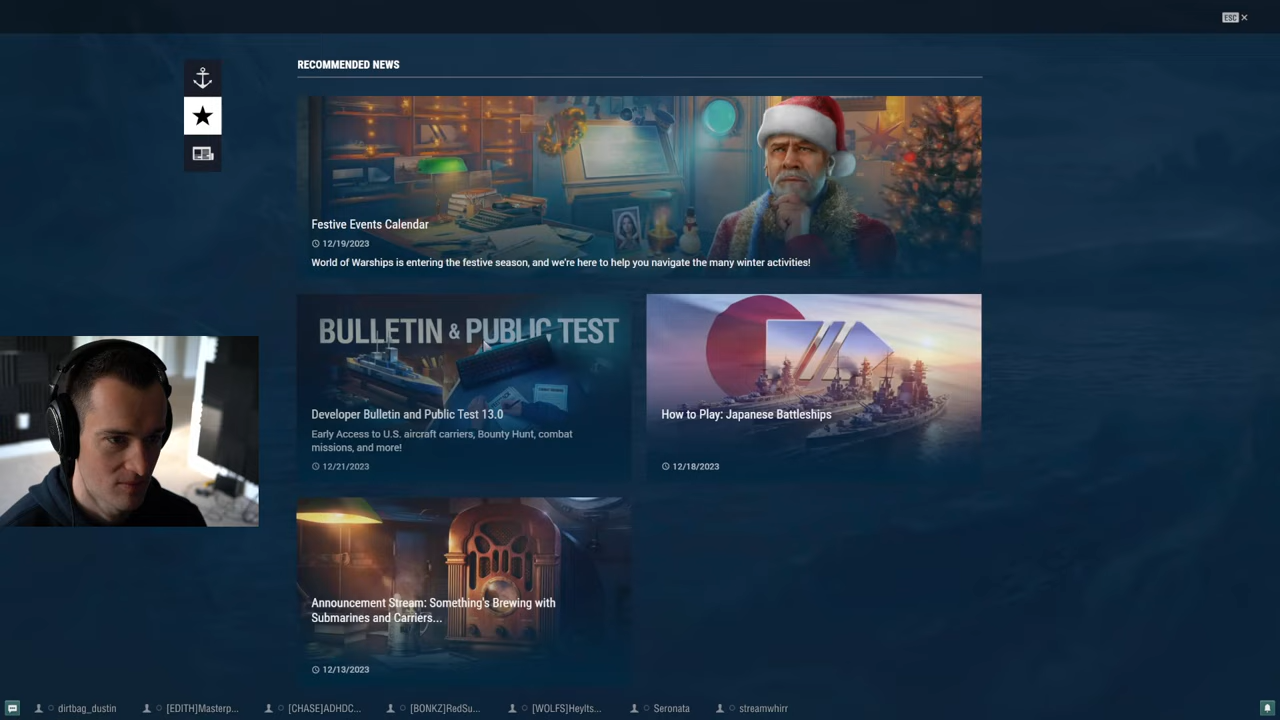 ESC ×
RECOMMENDED NEWS
Festive Events Calendar
12/19/2023
World of Warships is entering the festive season, and we're here to help you navigate the many winter activities!
BULLETIN & PUBLIC TEST
Developer Bulletin and Public Test 13.0
Early Access to U.S. aircraft carriers, Bounty Hunt, combat
missions, and more!
12/21/2023
How to Play: Japanese Battleships
12/18/2023
Announcement Stream: Something's Brewing with
Submarines and Carriers...
12/13/2023
dirtbag_dustin
[EDITH]Masterp...
[CHASE]ADHDC...
[BONKZ]RedSu...
[WOLFS]HeyIts...
Seronata
streamwhirr